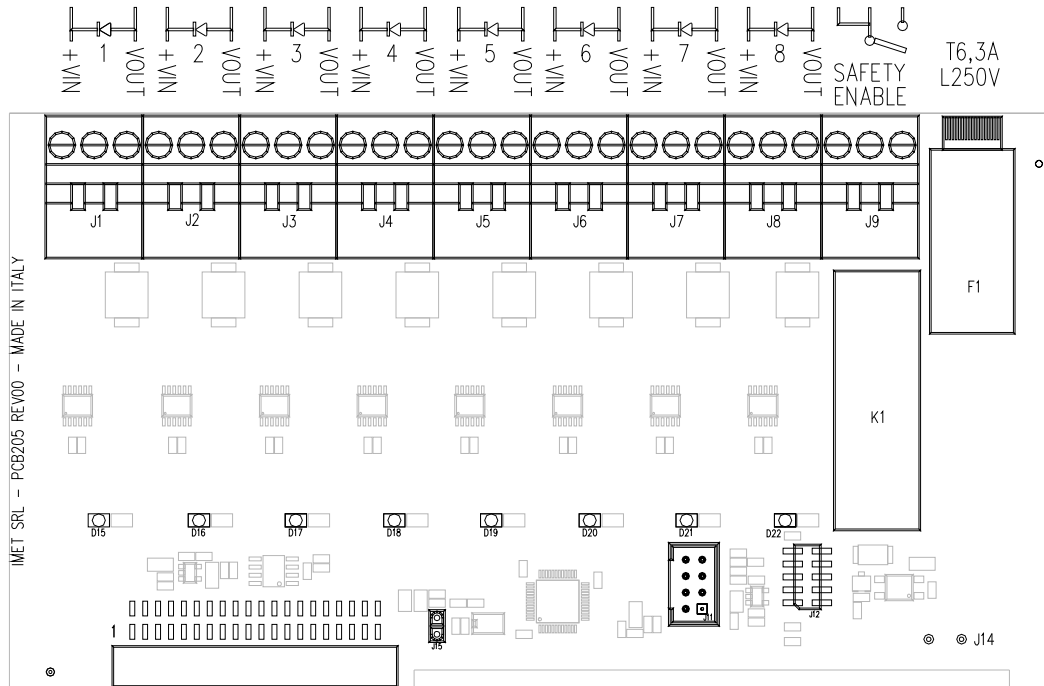 1 2 3 4 5 6 7 8
+ VIN VOUT + VIN VOUT + VIN VOUT + VIN VOUT + VIN VOUT + VIN VOUT + VIN VOUT + VIN VOUT
SAFETY
ENABLE
T6,3A
L250V
J1 J2 J3 J4 J5 J6 J7 J8 J9
F1
IMET SRL - PCB205 REV00 - MADE IN ITALY
K1
D15 D16 D17 D18 D19 D20 D21 D22
J11
J12
1
J15
J14